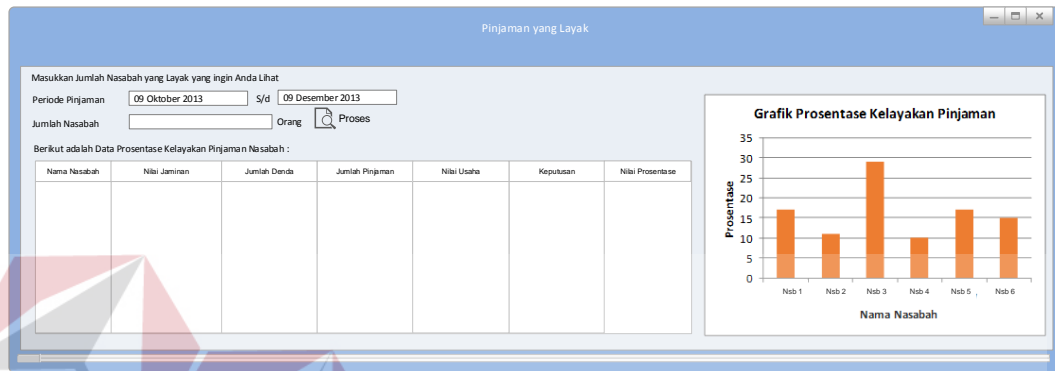 Pinjaman yang Layak
Masukkan Jumlah Nasabah yang Layak yang ingin Anda Lihat
Periode Pinjaman 09 Oktober 2013 S/d 09 Desember 2013
Jumlah Nasabah Orang Proses
Berikut adalah Data Prosentase Kelayakan Pinjaman Nasabah :
Nama Nasabah Nilai Jaminan Jumlah Denda Jumlah Pinjaman Nilai Usaha Keputusan Nilai Prosentase
Grafik Prosentase Kelayakan Pinjaman
Prosentase
35
30
25
20
15
10
5
0
Nsb 1 Nsb 2 Nsb 3 Nsb 4 Nsb 5 Nsb 6
Nama Nasabah